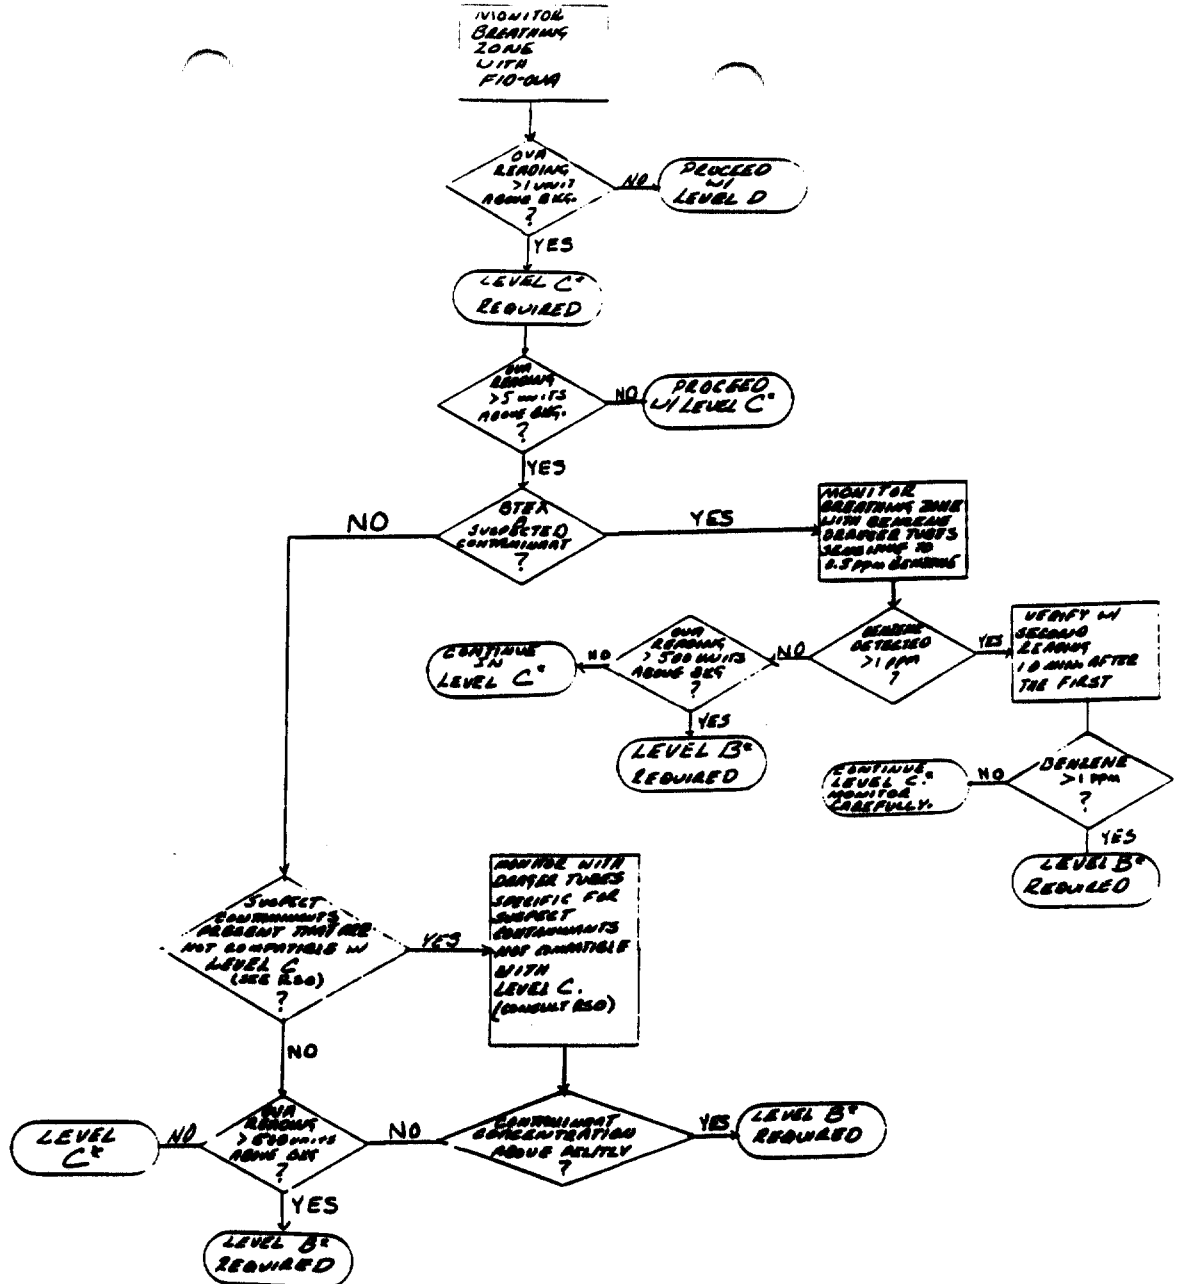 MONITOR
BREATHING
ZONE
WITH
FID-OVA
OVA
READING
>1 UNIT
ABOVE BKG.
?
NO
PROCEED
W/
LEVEL D
YES
LEVEL C*
REQUIRED
OVA
READING
>5 UNITS
ABOVE BKG.
?
NO
PROCEED
W/ LEVEL C*
YES
BTEX
A
SUSPECTED
CONTAMINANT
?
NO
YES
MONITOR
BREATHING ZONE
WITH BENZENE
DRAGER TUBES
SENSITIVE TO
0.5 PPM BENZENE
BENZENE
DETECTED
>1 PPM
?
YES
VERIFY W/
SECOND
READING
10 MIN. AFTER
THE FIRST
NO
OVA
READING
> 500 UNITS
ABOVE BKG
?
NO
CONTINUE
IN
LEVEL C*
YES
LEVEL B*
REQUIRED
BENZENE
>1 PPM
?
NO
CONTINUE
LEVEL C.*
MONITOR
CAREFULLY.
YES
LEVEL B*
REQUIRED
SUSPECT
CONTAMINANTS
PRESENT THAT ARE
NOT COMPATIBLE W
LEVEL C
(SEE RSO)
?
YES
MONITOR WITH
DRAGER TUBES
SPECIFIC FOR
SUSPECT
CONTAMINANTS
NOT COMPATIBLE
WITH
LEVEL C.
(CONSULT RSO)
NO
OVA
READING
> 500 UNITS
ABOVE BKG
?
NO
LEVEL
C*
NO
CONTAMINANT
CONCENTRATION
ABOVE
?
YES
LEVEL B*
REQUIRED
YES
LEVEL B*
REQUIRED